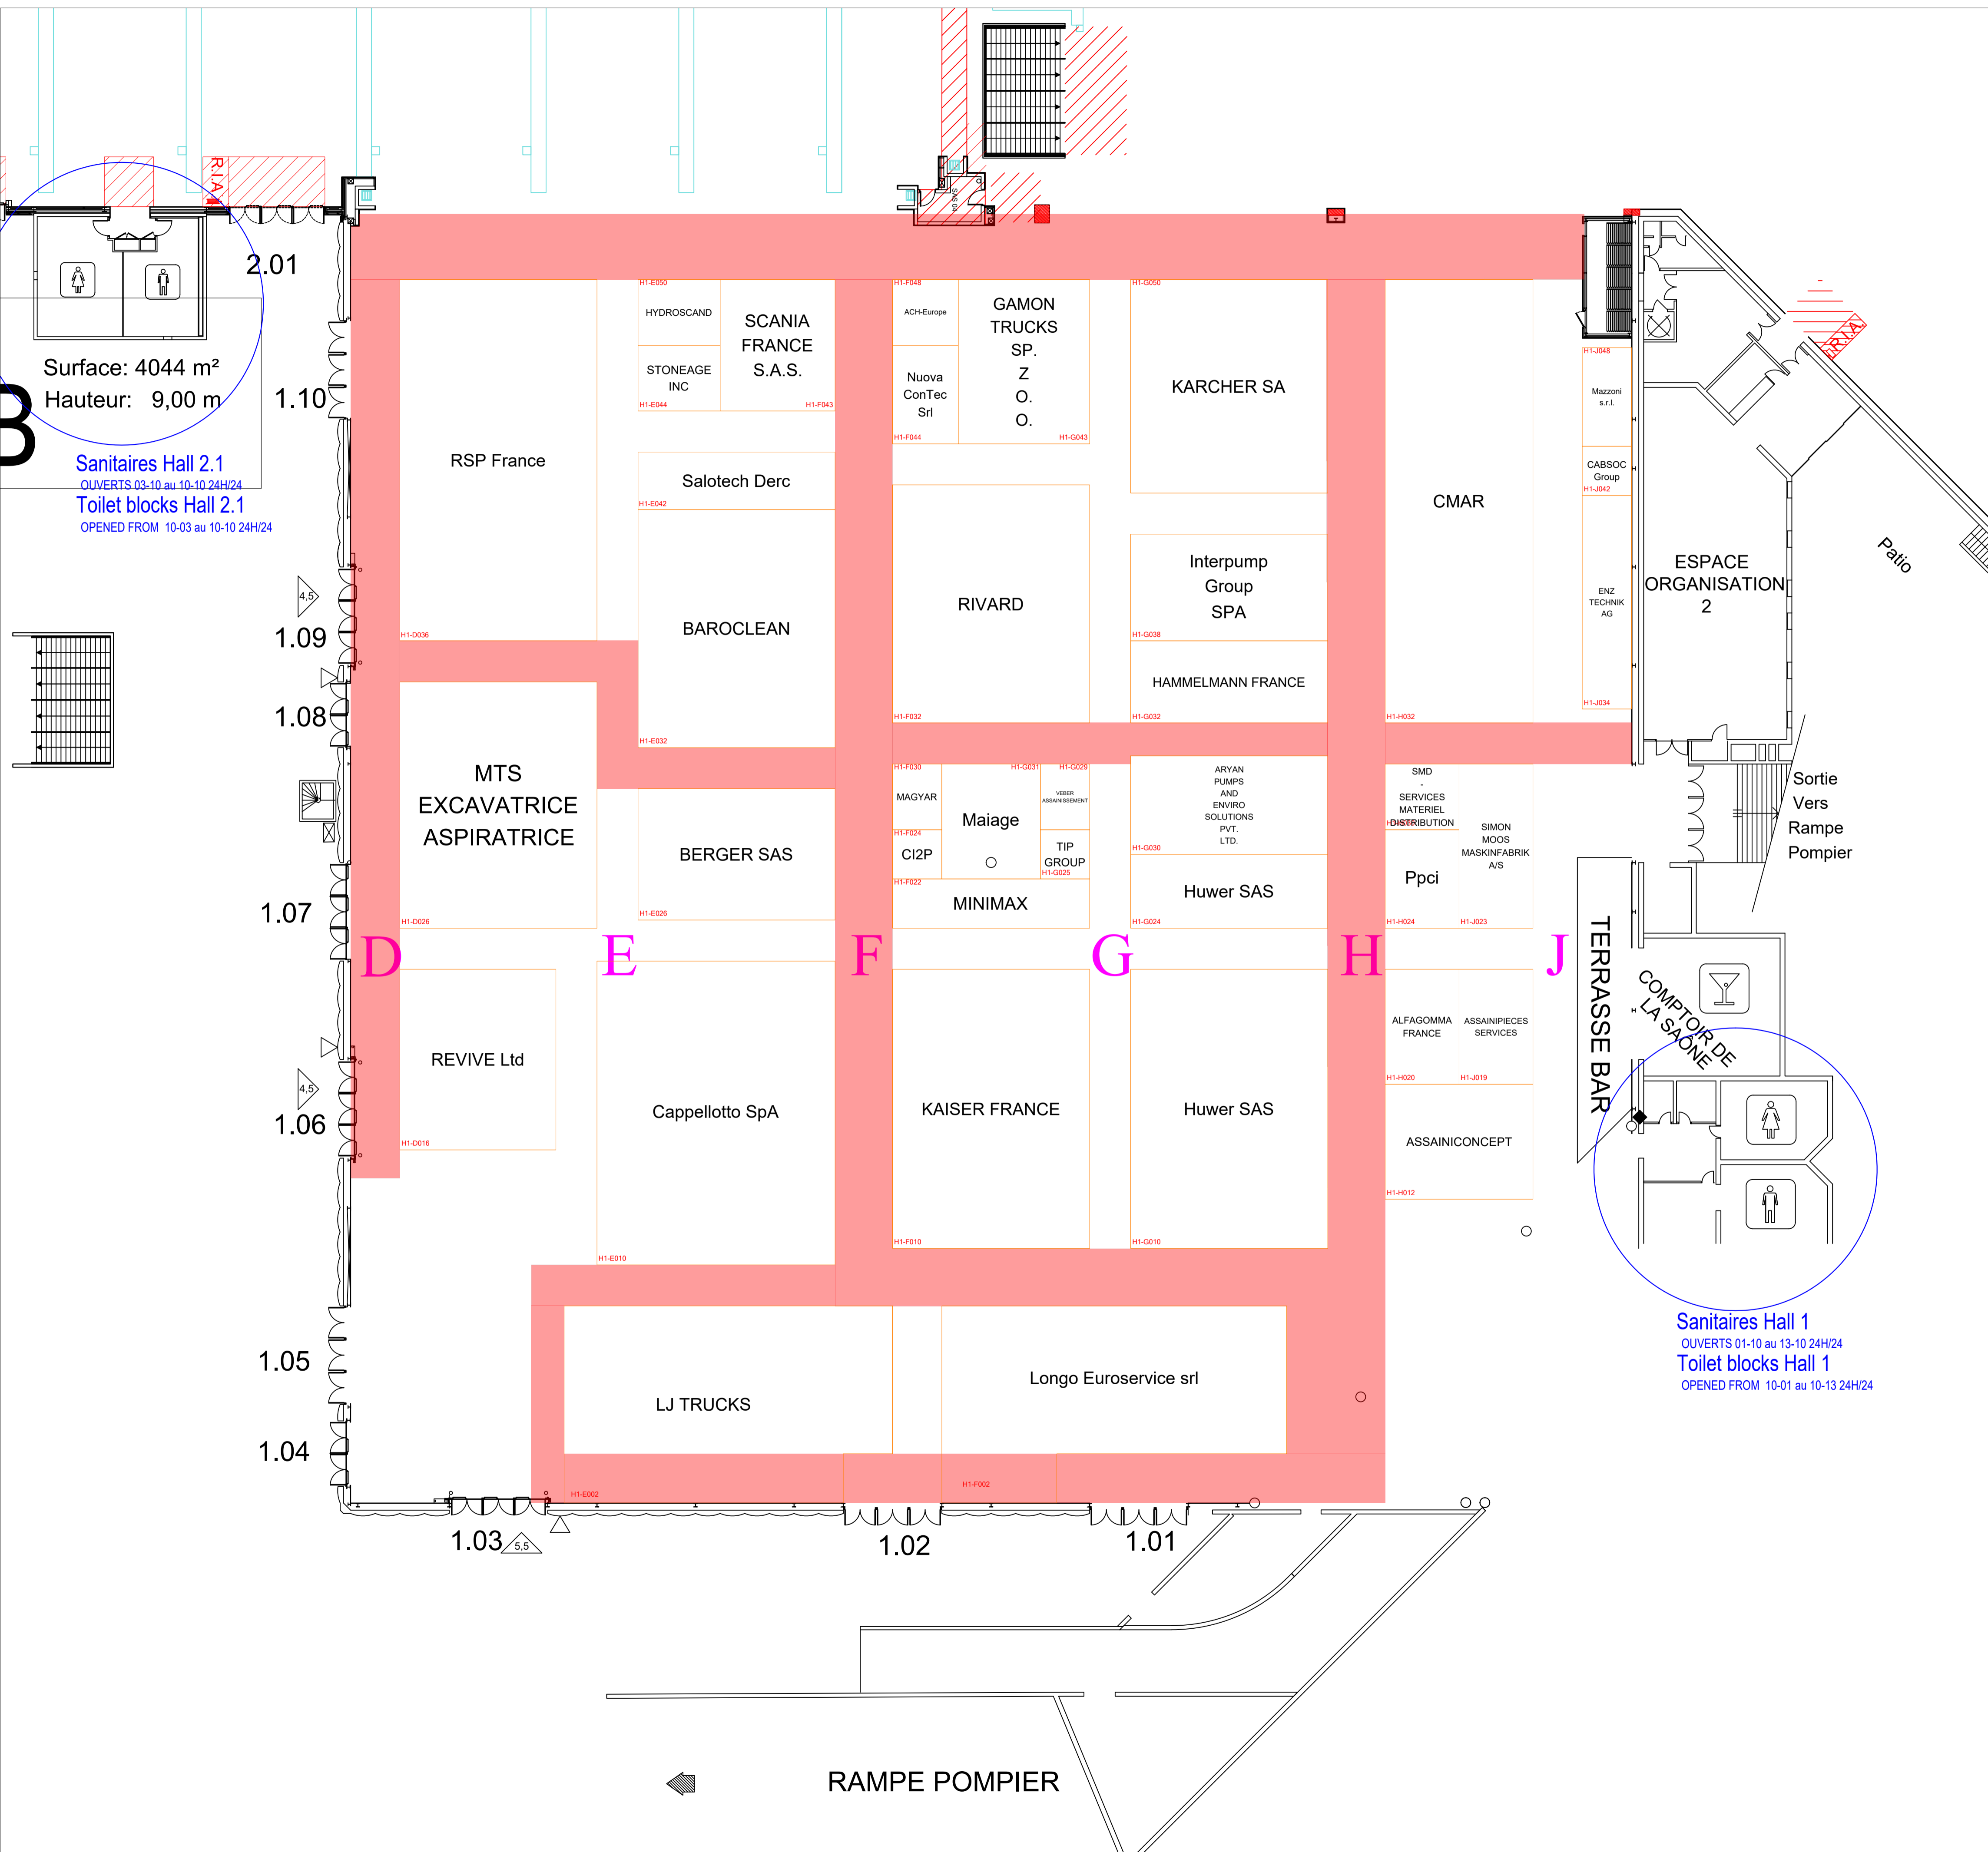 R.I.A
SAS 04
2.01
B
Surface: 4044 m²
Hauteur: 9,00 m
Sanitaires Hall 2.1
OUVERTS 03-10 au 10-10 24H/24
Toilet blocks Hall 2.1
OPENED FROM 10-03 au 10-10 24H/24
1.10
4,5
1.09
1.08
1.07
4,5
1.06
1.05
1.04
1.03
5,5
1.02
1.01
RSP France
H1-D036
MTS
EXCAVATRICE
ASPIRATRICE
H1-D026
REVIVE Ltd
H1-D016
H1-E050
HYDROSCAND
STONEAGE
INC
H1-E044
SCANIA
FRANCE
S.A.S.
H1-F043
Salotech Derc
H1-E042
BAROCLEAN
H1-E032
BERGER SAS
H1-E026
Cappellotto SpA
H1-E010
LJ TRUCKS
H1-E002
H1-F048
ACH-Europe
Nuova
ConTec
Srl
H1-F044
GAMON
TRUCKS
SP.
Z
O.
O.
H1-G043
RIVARD
H1-F032
H1-F030
MAGYAR
H1-F024
CI2P
H1-G031
Maiage
H1-G029
VEBER
ASSAINISSEMENT
TIP
GROUP
H1-G025
H1-F022
MINIMAX
KAISER FRANCE
H1-F010
Longo Euroservice srl
H1-F002
H1-G050
KARCHER SA
Interpump
Group
SPA
H1-G038
HAMMELMANN FRANCE
H1-G032
ARYAN
PUMPS
AND
ENVIRO
SOLUTIONS
PVT.
LTD.
H1-G030
Huwer SAS
H1-G024
Huwer SAS
H1-G010
CMAR
H1-H032
SMD
-
SERVICES
MATERIEL
DISTRIBUTION
Ppci
H1-H024
SIMON
MOOS
MASKINFABRIK
A/S
H1-J023
ALFAGOMMA
FRANCE
H1-H020
ASSAINIPIECES
SERVICES
H1-J019
ASSAINICONCEPT
H1-H012
H1-J048
Mazzoni
s.r.l.
CABSOC
Group
H1-J042
ENZ
TECHNIK
AG
H1-J034
D E F G H J
R.I.A.
Patio
ESPACE
ORGANISATION
2
Sortie
Vers
Rampe
Pompier
TERRASSE BAR
COMPTOIR DE
LA SAÔNE
Sanitaires Hall 1
OUVERTS 01-10 au 13-10 24H/24
Toilet blocks Hall 1
OPENED FROM 10-01 au 10-13 24H/24
RAMPE POMPIER